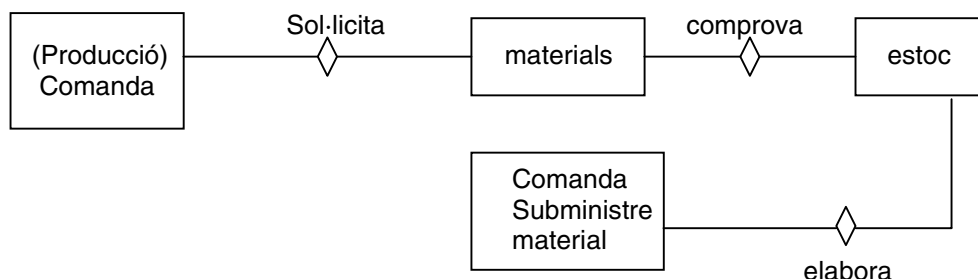 Sol·licita
comprova
(Producció)
Comanda
materials
estoc
Comanda
Subministre
material
elabora